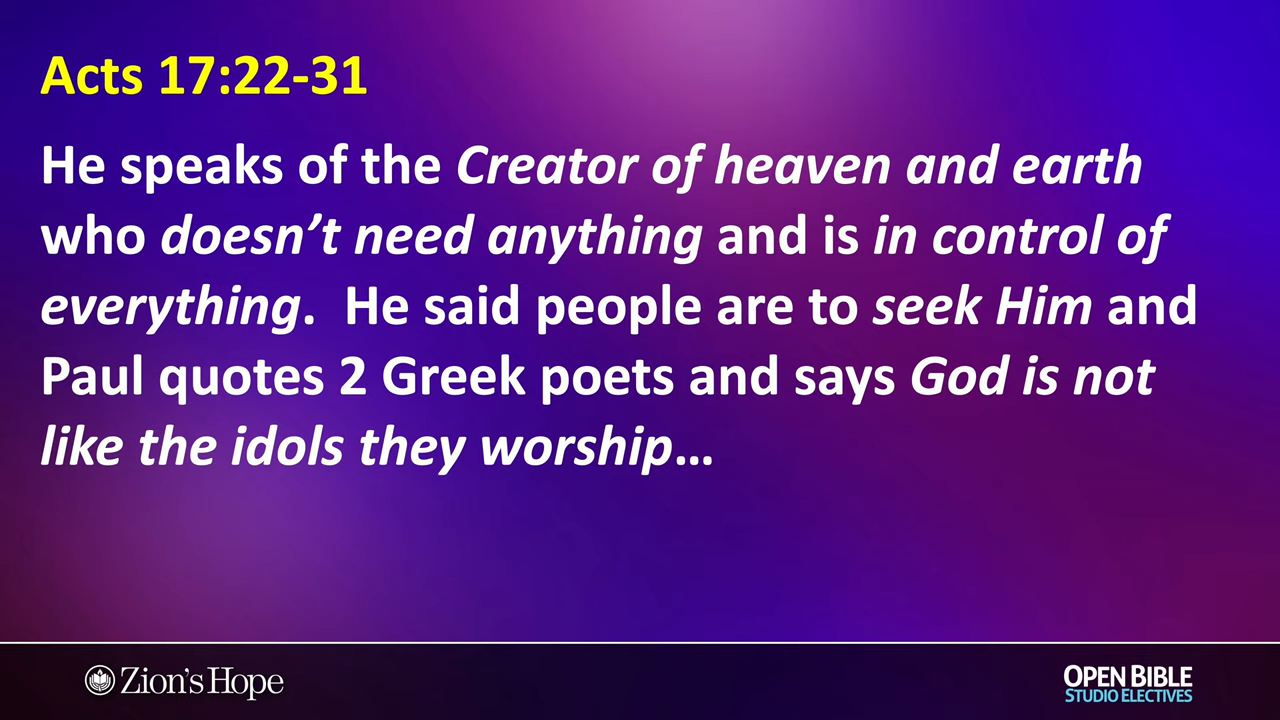 Acts 17:22-31
He speaks of the Creator of heaven and earth
who doesn’t need anything and is in control of
everything.  He said people are to seek Him and
Paul quotes 2 Greek poets and says God is not
like the idols they worship…
Zion's Hope
OPEN BIBLE
STUDIO ELECTIVES